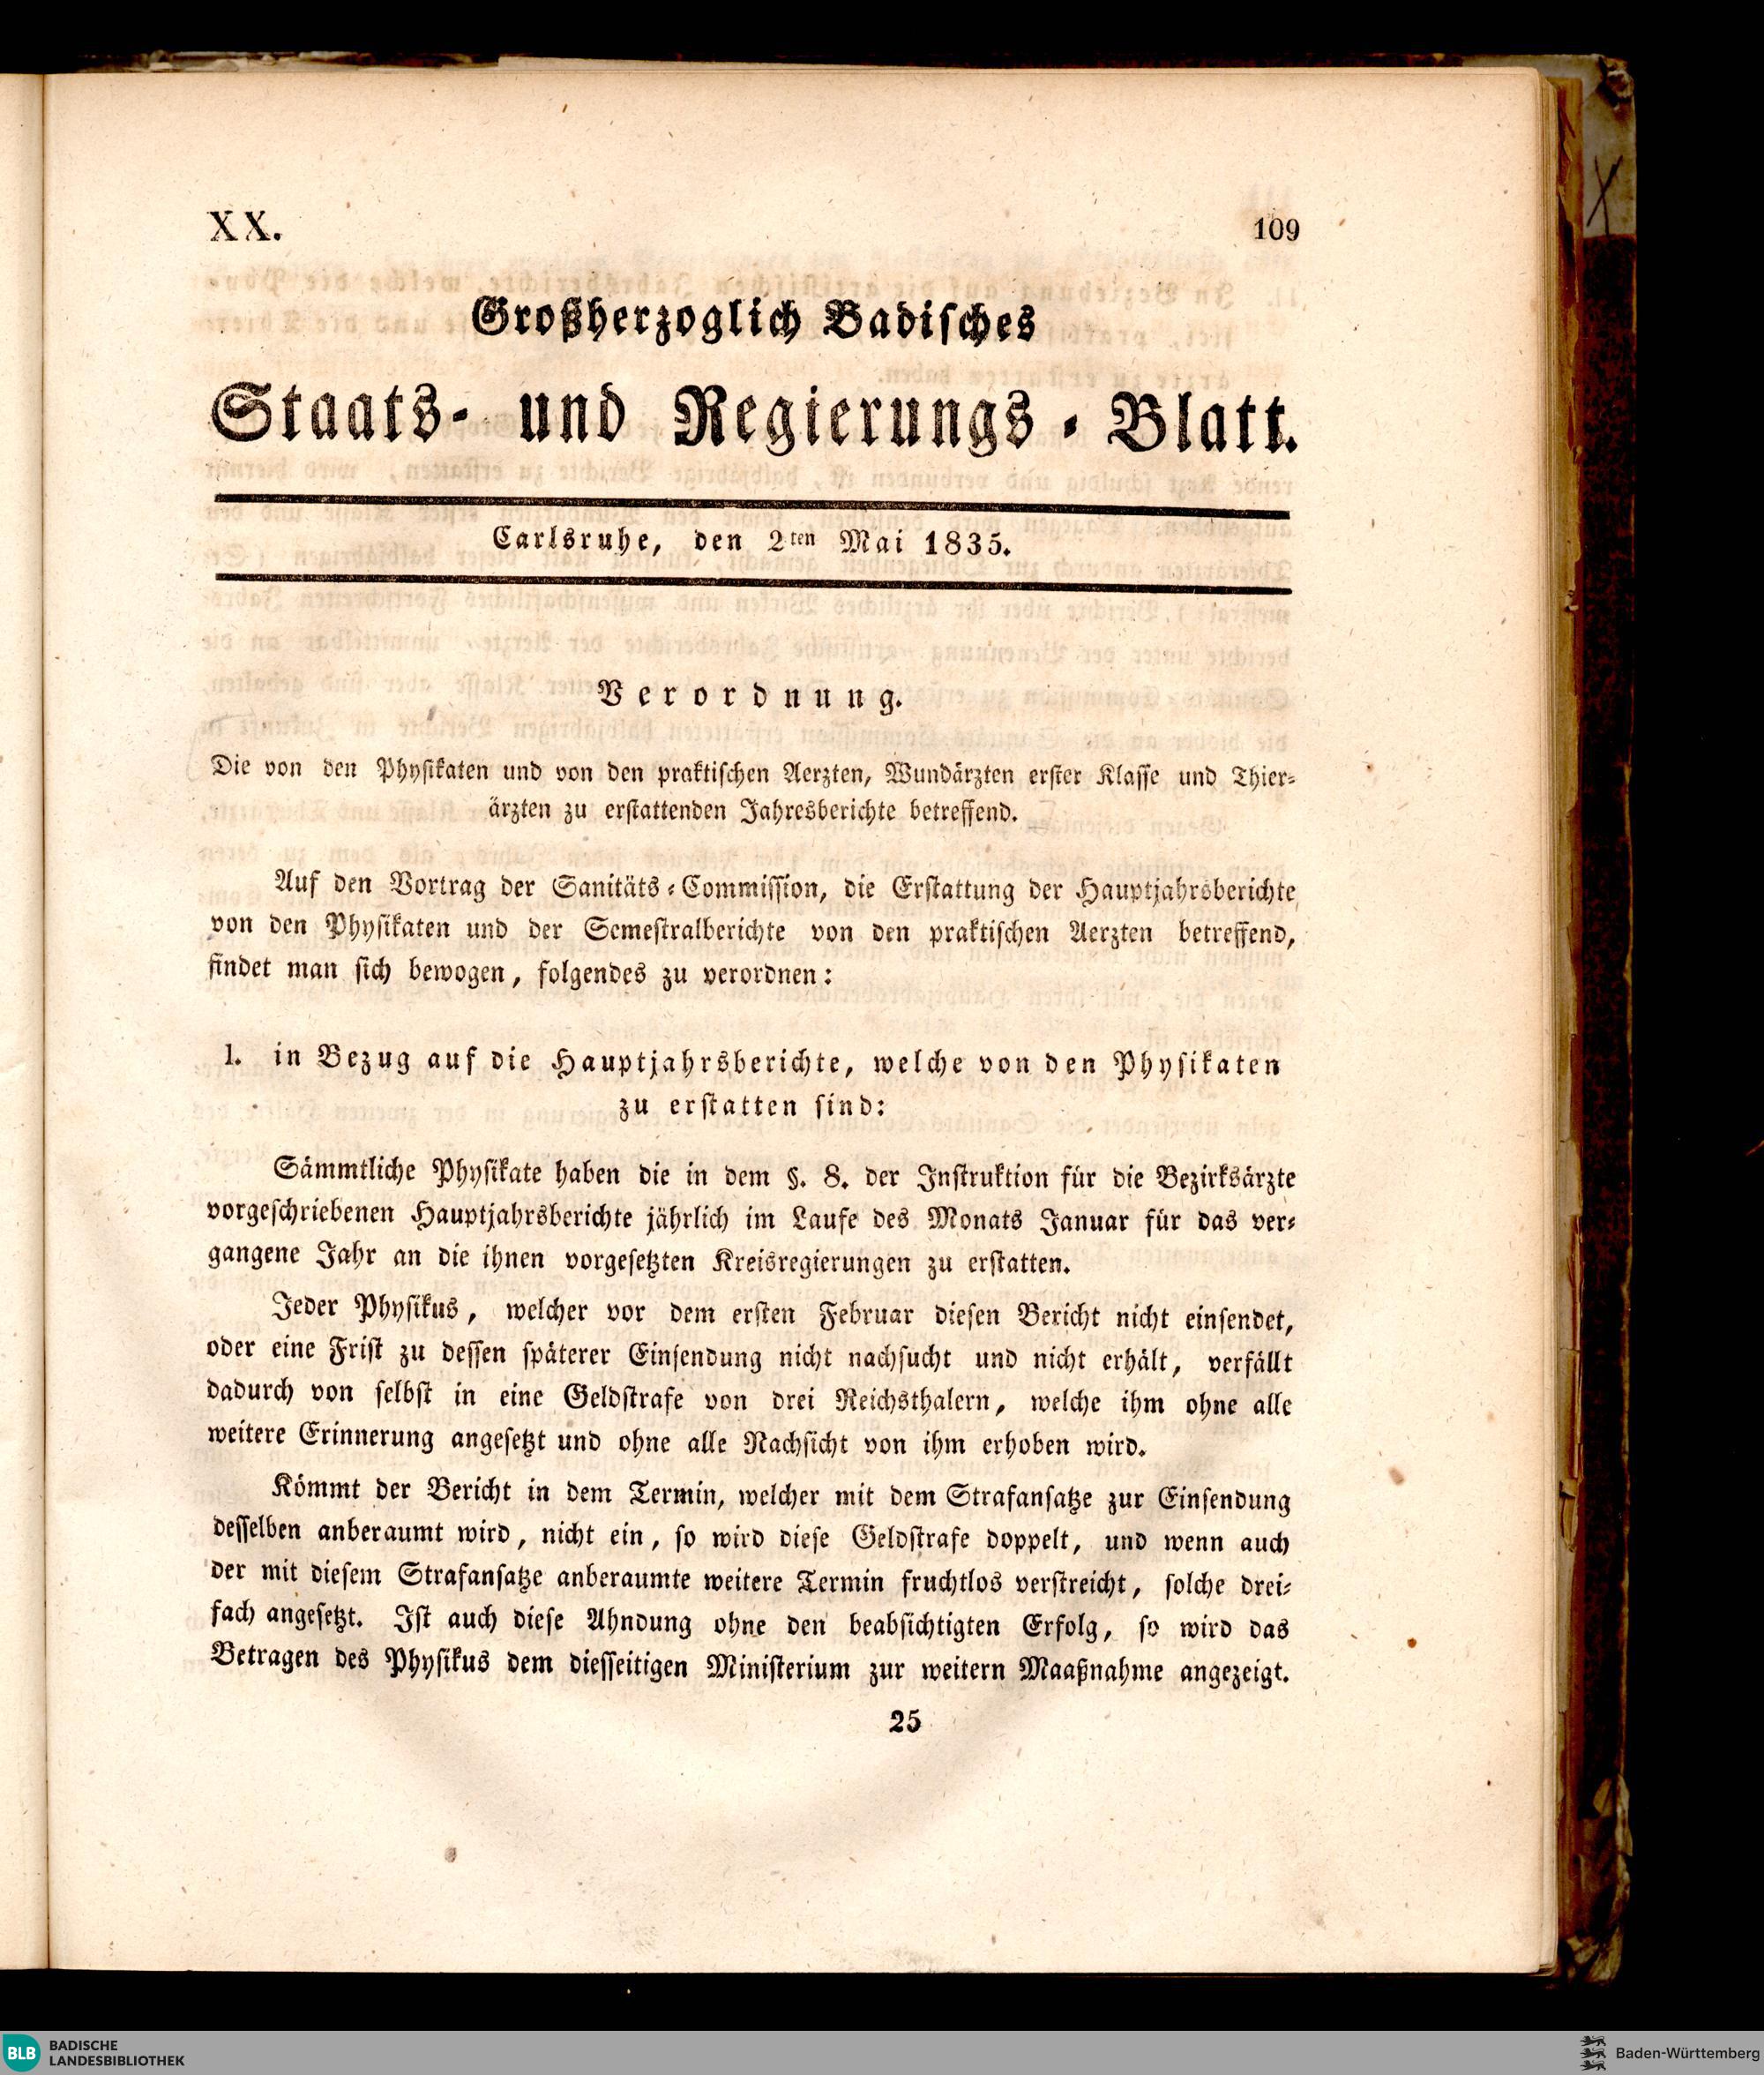 XX.
109
Großherzoglich Badisches
Staats- und Regierungs-Blatt.
Carlsruhe, den 2ten Mai 1835.
Verordnung.
Die von den Physikaten und von den praktischen Aerzten, Wundärzten erster Klasse und Thier-
ärzten zu erstattenden Jahresberichte betreffend.
Auf den Vortrag der Sanitäts-Commission, die Erstattung der Hauptjahrsberichte
von den Physikaten und der Semestralberichte von den praktischen Aerzten betreffend,
findet man sich bewogen, folgendes zu verordnen:
1. in Bezug auf die Hauptjahrsberichte, welche von den Physikaten
zu erstatten sind:
Sämmtliche Physikate haben die in dem §. 8. der Instruktion für die Bezirksärzte
vorgeschriebenen Hauptjahrsberichte jährlich im Laufe des Monats Januar für das ver-
gangene Jahr an die ihnen vorgesetzten Kreisregierungen zu erstatten.
Jeder Physikus, welcher vor dem ersten Februar diesen Bericht nicht einsendet,
oder eine Frist zu dessen späterer Einsendung nicht nachsucht und nicht erhält, verfällt
dadurch von selbst in eine Geldstrafe von drei Reichsthalern, welche ihm ohne alle
weitere Erinnerung angesetzt und ohne alle Nachsicht von ihm erhoben wird.
Kömmt der Bericht in dem Termin, welcher mit dem Strafansatze zur Einsendung
desselben anberaumt wird, nicht ein, so wird diese Geldstrafe doppelt, und wenn auch
der mit diesem Strafansatze anberaumte weitere Termin fruchtlos verstreicht, solche drei-
fach angesetzt. Ist auch diese Ahndung ohne den beabsichtigten Erfolg, so wird das
Betragen des Physikus dem diesseitigen Ministerium zur weitern Maaßnahme angezeigt.
25
BLB BADISCHE
LANDESBIBLIOTHEK
Baden-Württemberg